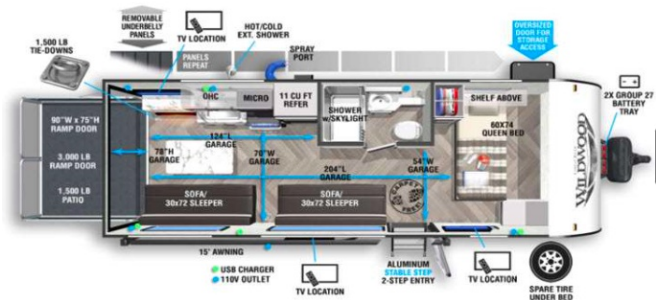 REMOVABLE
UNDERBELLY
PANELS
TV LOCATION
HOT/COLD
EXT. SHOWER
OVERSIZED
DOOR FOR
STORAGE
ACCESS
1,500 LB
TIE-DOWNS
PANELS
REPEAT
SPRAY
PORT
OHC
MICRO
11 CU FT
REFER
SHOWER
w/SKYLIGHT
SHELF ABOVE
60X74
QUEEN BED
2X GROUP 27
BATTERY
TRAY
90"W x 75"H
RAMP DOOR
3,000 LB
RAMP DOOR
1,500 LB
PATIO
78"H
GARAGE
124"L
GARAGE
70"W
GARAGE
204"L
GARAGE
54"W
GARAGE
CARPET
FREE
WILDWOOD
SOFA/
30x72 SLEEPER
SOFA/
30x72 SLEEPER
15' AWNING
USB CHARGER
110V OUTLET
TV LOCATION
ALUMINUM
STABLE STEP
2-STEP ENTRY
TV LOCATION
SPARE TIRE
UNDER BED